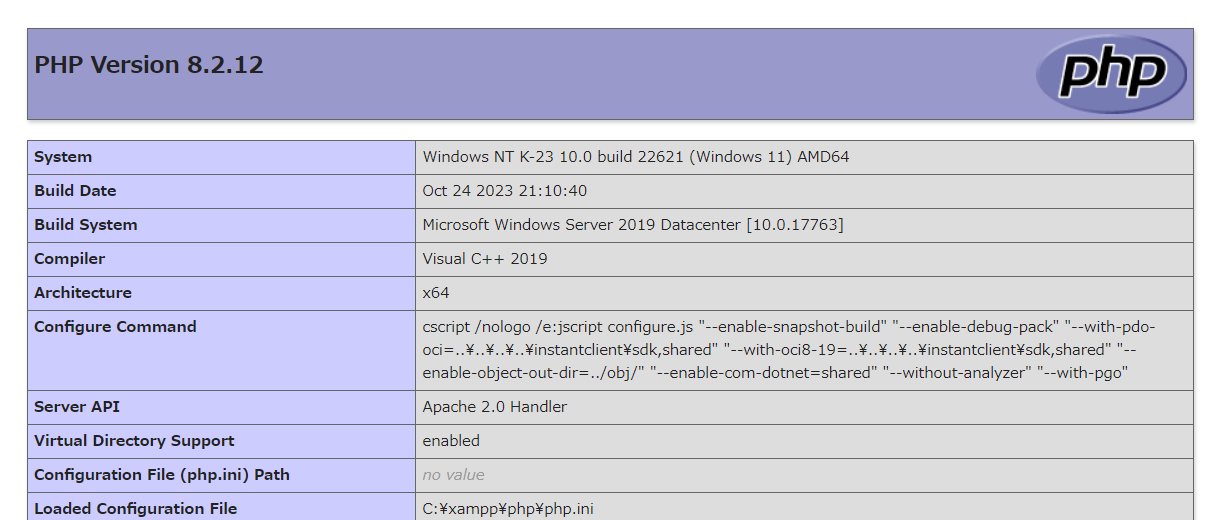 PHP Version 8.2.12
php
System Windows NT K-23 10.0 build 22621 (Windows 11) AMD64
Build Date Oct 24 2023 21:10:40
Build System Microsoft Windows Server 2019 Datacenter [10.0.17763]
Compiler Visual C++ 2019
Architecture x64
Configure Command cscript /nologo /e:jscript configure.js "--enable-snapshot-build" "--enable-debug-pack" "--with-pdo-
oci=..¥..¥..¥..¥instantclient¥sdk,shared" "--with-oci8-19=..¥..¥..¥..¥instantclient¥sdk,shared" "--
enable-object-out-dir=../obj/" "--enable-com-dotnet=shared" "--without-analyzer" "--with-pgo"
Server API Apache 2.0 Handler
Virtual Directory Support enabled
Configuration File (php.ini) Path no value
Loaded Configuration File C:¥xampp¥php¥php.ini